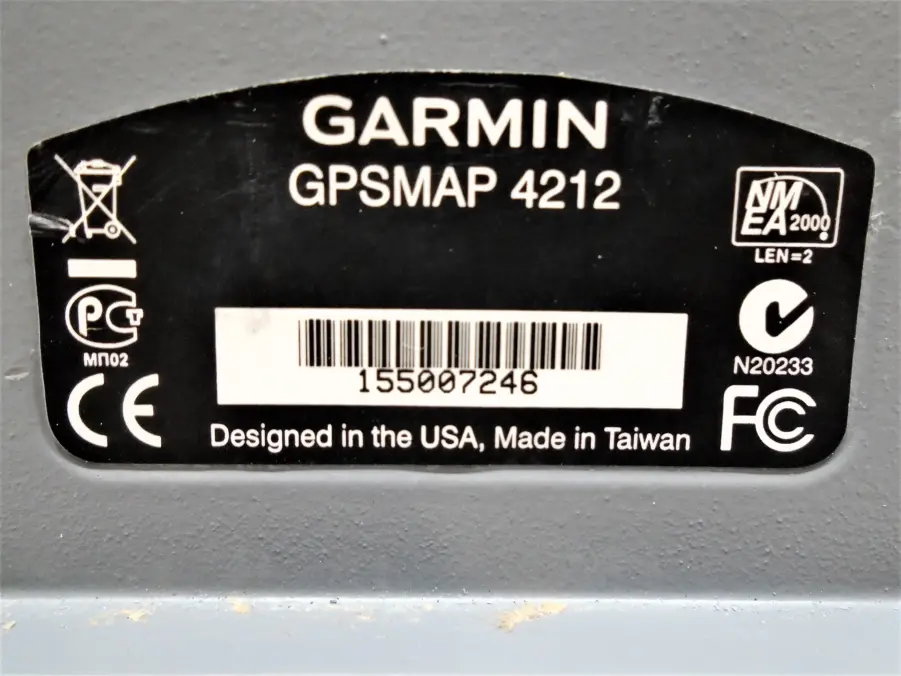 GARMIN
GPSMAP 4212
NMEA 2000
LEN=2
РСТ
МП02
N20233
155007246
CE
Designed in the USA, Made in Taiwan
FC